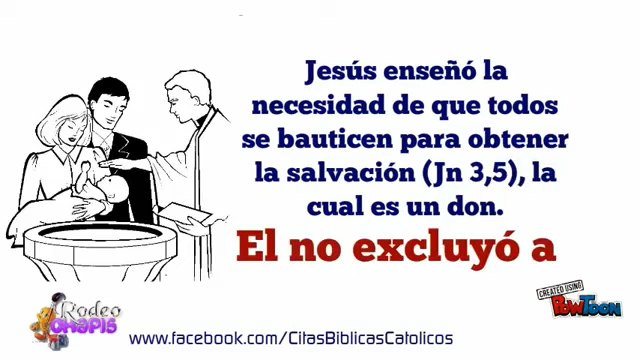 Jesús enseñó la
necesidad de que todos
se bauticen para obtener
la salvación (Jn 3,5), la
cual es un don.
El no excluyó a
CREATED USING
POWTOON
Rodeo
CHAPIS
www.facebook.com/CitasBiblicasCatolicos